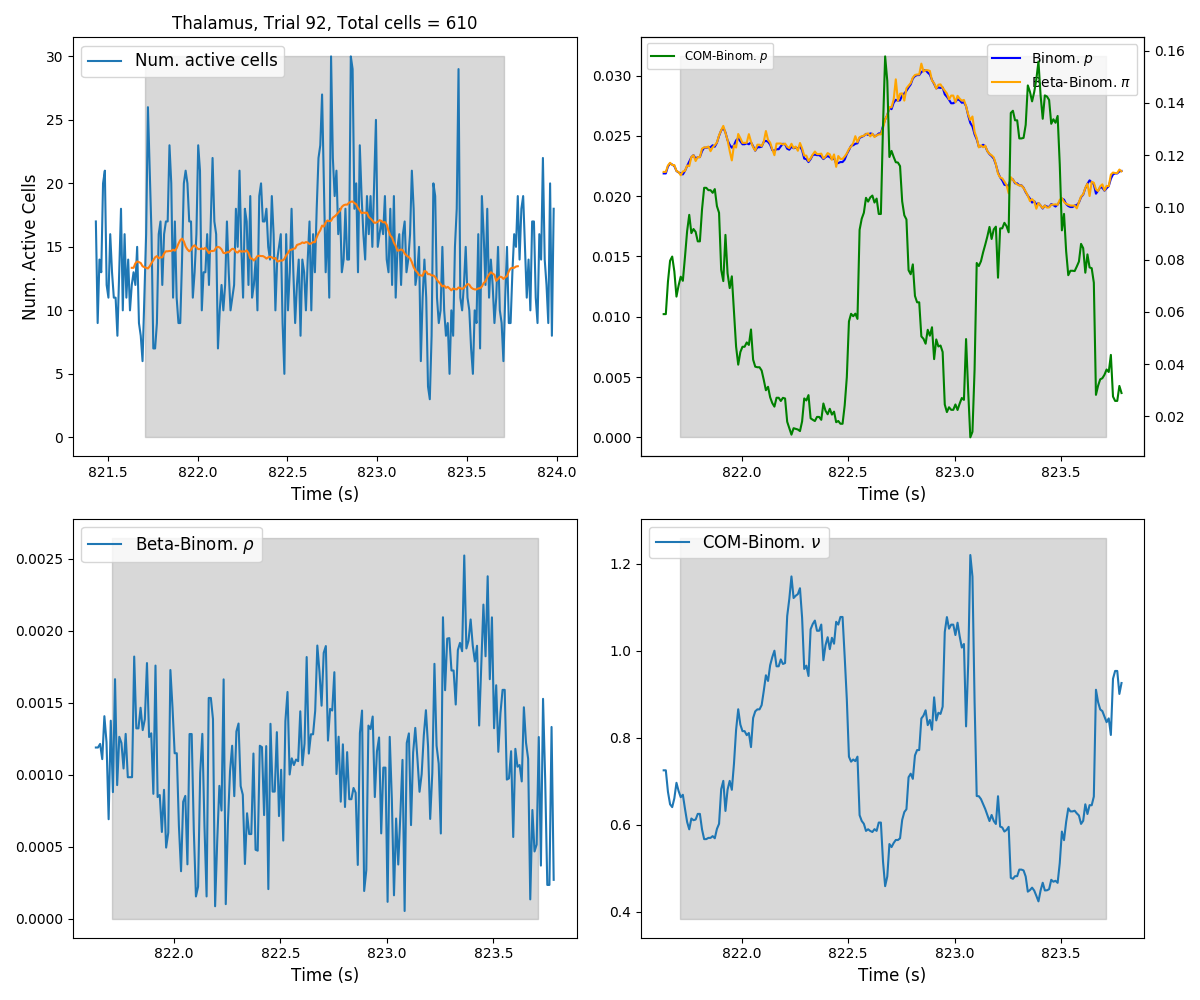 Thalamus, Trial 92, Total cells = 610
Num. active cells
30
25
20
15
10
5
0
Num. Active Cells
821.5 822.0 822.5 823.0 823.5 824.0
Time (s)
COM-Binom. p
Binom. p
Beta-Binom. π
0.030
0.025
0.020
0.015
0.010
0.005
0.000
0.16
0.14
0.12
0.10
0.08
0.06
0.04
0.02
822.0 822.5 823.0 823.5
Time (s)
Beta-Binom. ρ
0.0025
0.0020
0.0015
0.0010
0.0005
0.0000
822.0 822.5 823.0 823.5
Time (s)
COM-Binom. ν
1.2
1.0
0.8
0.6
0.4
822.0 822.5 823.0 823.5
Time (s)